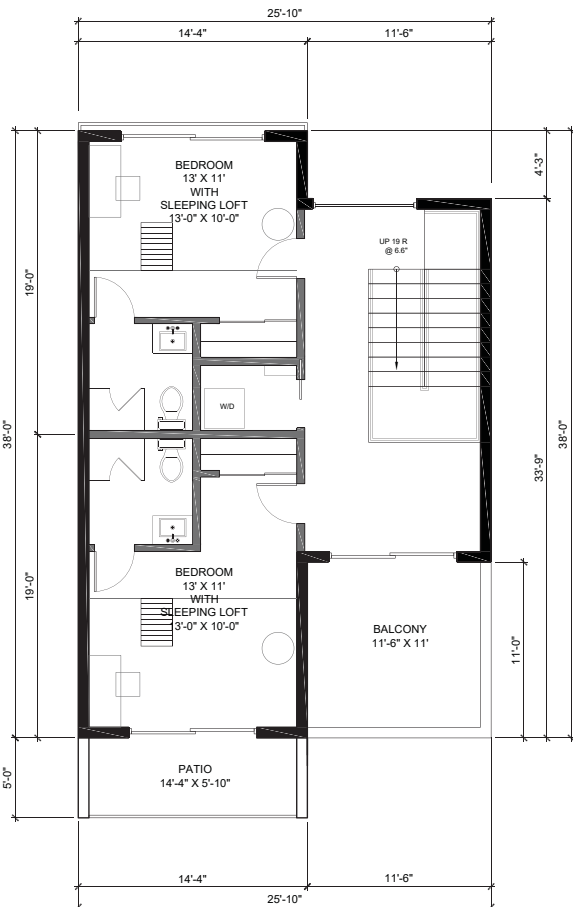 25'-10"
14'-4"
11'-6"
BEDROOM
13' X 11'
WITH
SLEEPING LOFT
13'-0" X 10'-0"
4'-3"
UP 19 R
@ 6.6"
19'-0"
W/D
38'-0"
33'-9"
38'-0"
19'-0"
BEDROOM
13' X 11'
WITH
SLEEPING LOFT
13'-0" X 10'-0"
BALCONY
11'-6" X 11'
11'-0"
PATIO
14'-4" X 5'-10"
5'-0"
14'-4"
11'-6"
25'-10"